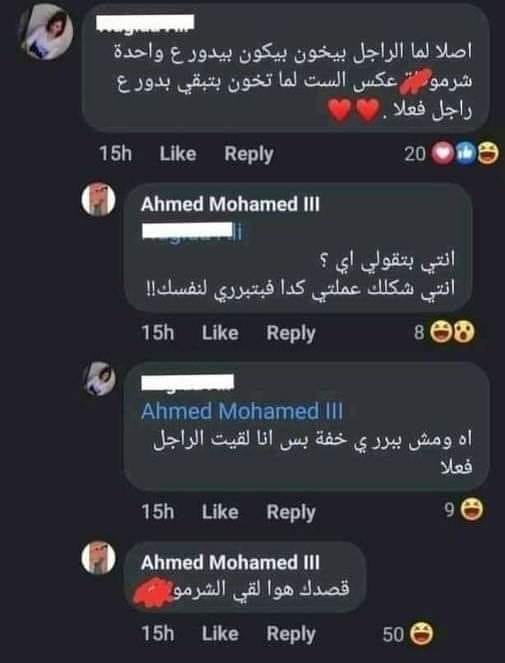 اصلا لما الراجل بيخون بيكون بيدور ع واحدة
شرمو عكس الست لما تخون بتبقي بدور ع
راجل فعلا .
15h Like Reply 20
Ahmed Mohamed III
انتي بتقولي اي ؟
انتي شكلك عملتي كدا فبتبرري لنفسك!!
15h Like Reply 8
Ahmed Mohamed III
اه ومش ببرر ي خفة بس انا لقيت الراجل
فعلا
15h Like Reply 9
Ahmed Mohamed III
قصدك هوا لقي الشرمو
15h Like Reply 50